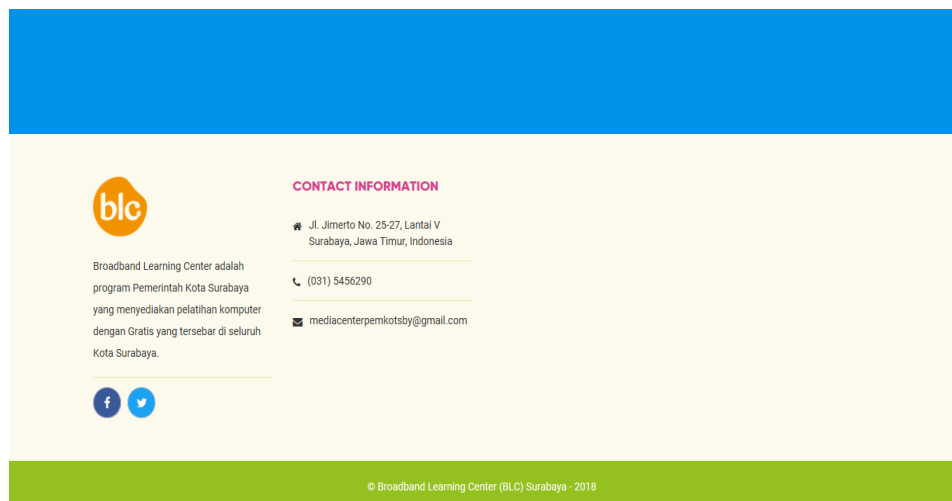 blc
Broadband Learning Center adalah
program Pemerintah Kota Surabaya
yang menyediakan pelatihan komputer
dengan Gratis yang tersebar di seluruh
Kota Surabaya.
CONTACT INFORMATION
Jl. Jimerto No. 25-27, Lantai V
Surabaya, Jawa Timur, Indonesia
(031) 5456290
mediacenterpemkotsby@gmail.com
© Broadband Learning Center (BLC) Surabaya - 2018